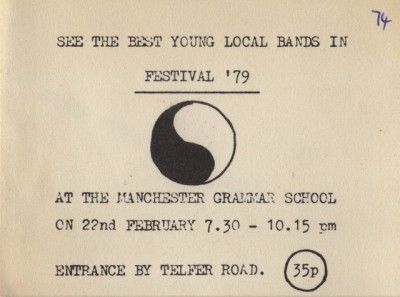 74
SEE THE BEST YOUNG LOCAL BANDS IN
FESTIVAL '79
AT THE MANCHESTER GRAMMAR SCHOOL
ON 22nd FEBRUARY 7.30 - 10.15 pm
ENTRANCE BY TELFER ROAD. 35p